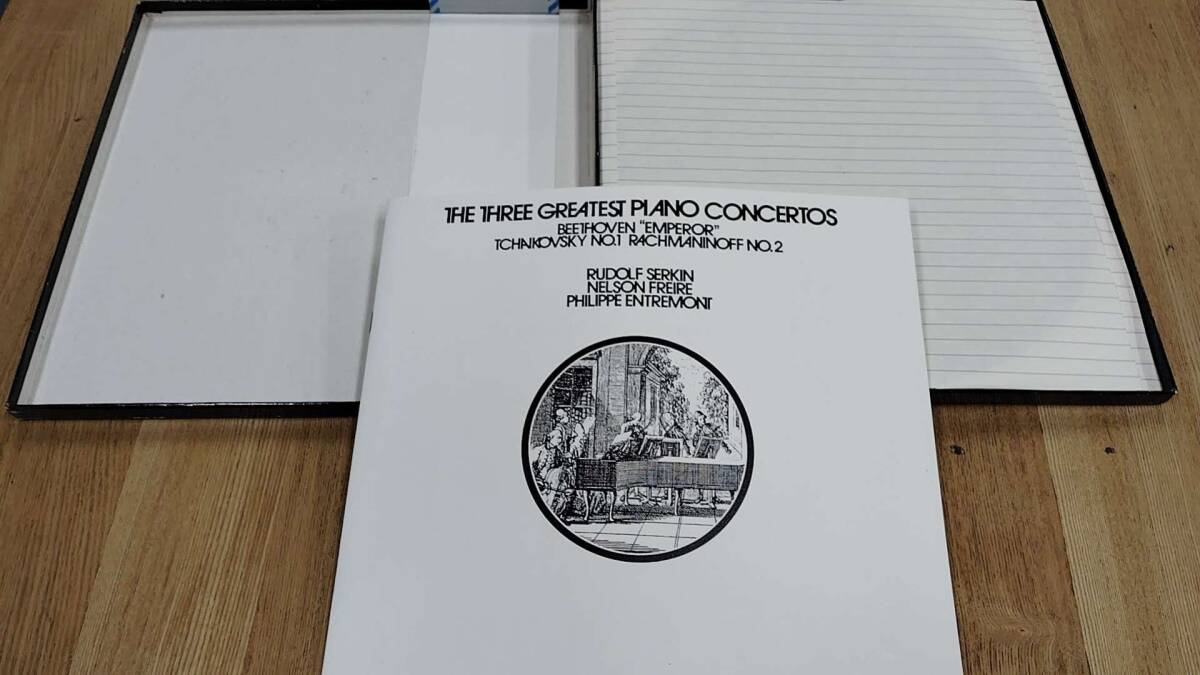 THE THREE GREATEST PIANO CONCERTOS
BEETHOVEN "EMPEROR"
TCHAIKOVSKY NO.1 RACHMANINOFF NO.2
RUDOLF SERKIN
NELSON FREIRE
PHILIPPE ENTREMONT